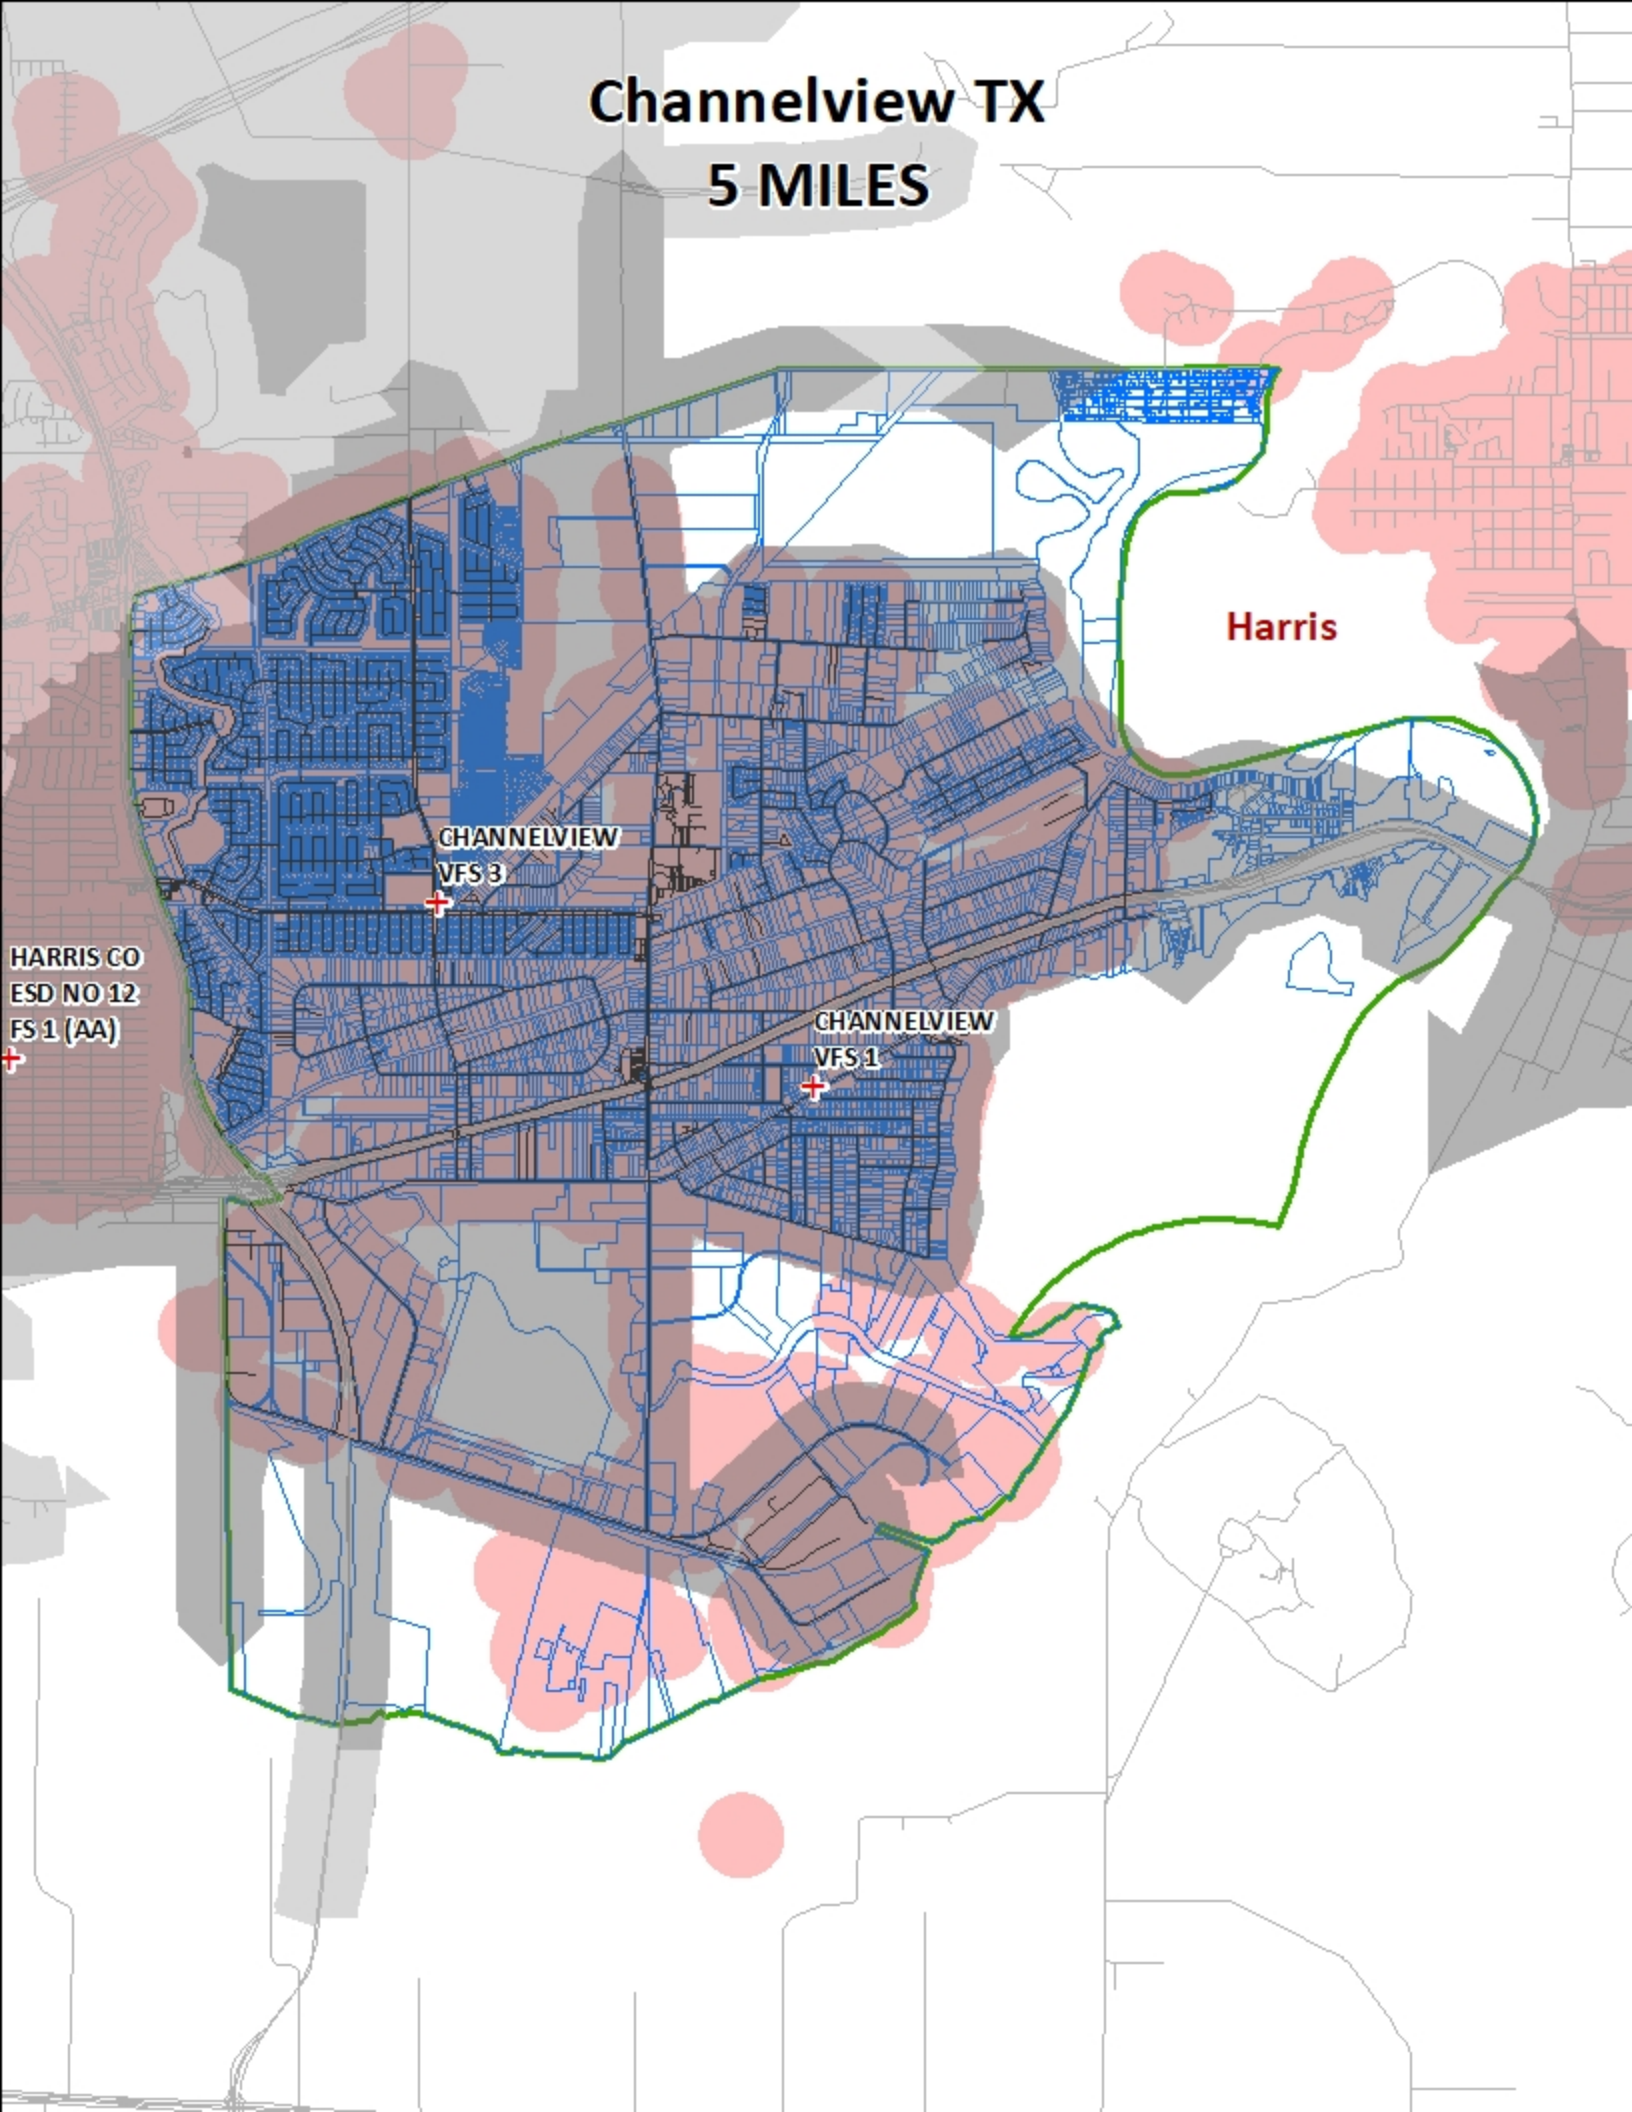 Channelview TX
5 MILES
Harris
CHANNELVIEW
VFS 3
HARRIS CO
ESD NO 12
FS 1 (AA)
CHANNELVIEW
VFS 1